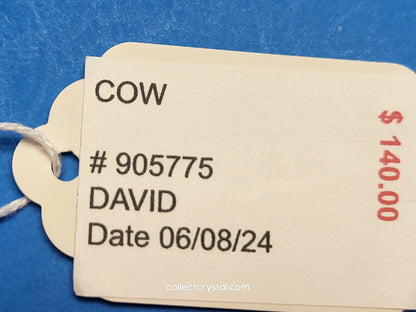 COW
# 905775
DAVID
Date 06/08/24
$ 140.00
collectcrystal.com